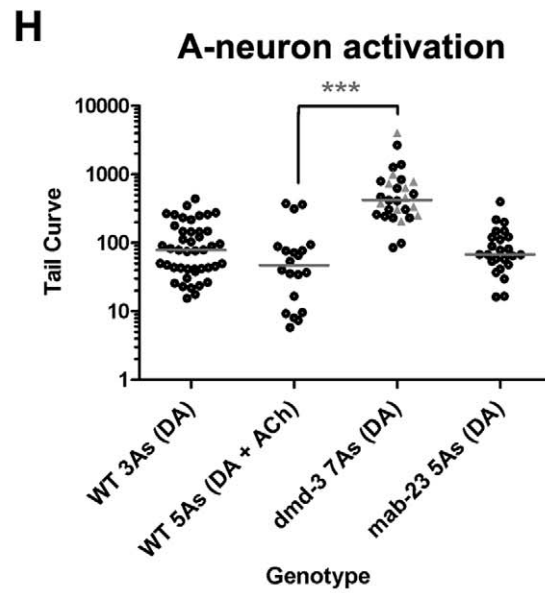 H
A-neuron activation
***
10000
1000
100
10
1
Tail Curve
WT 3As (DA)
WT 5As (DA + ACh)
dmd-3 7As (DA)
mab-23 5As (DA)
Genotype